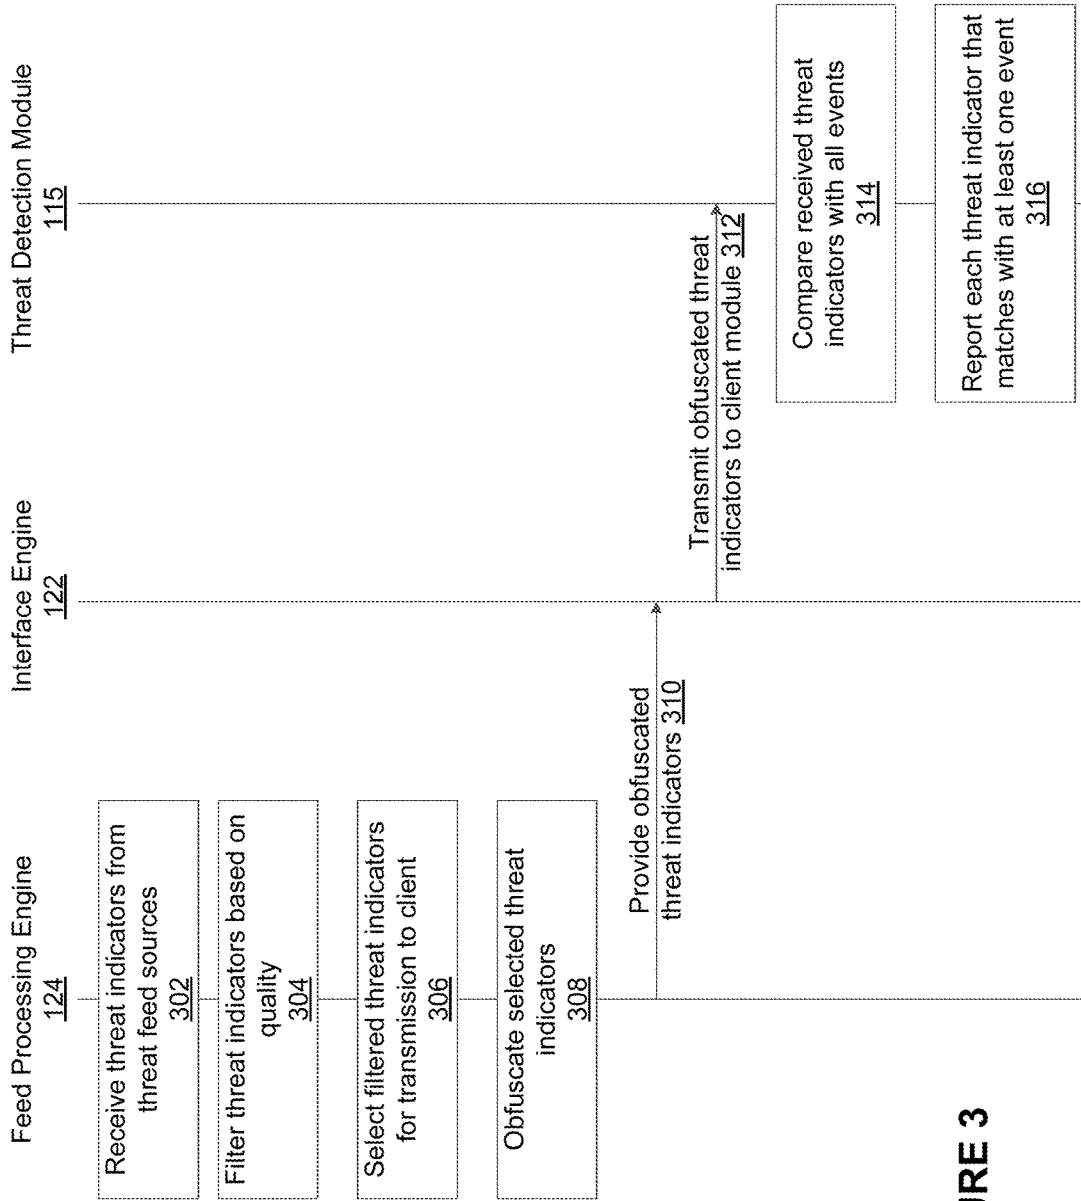 Feed Processing Engine
124
Interface Engine
122
Threat Detection Module
115
Receive threat indicators from
threat feed sources
302
Filter threat indicators based on
quality
304
Select filtered threat indicators
for transmission to client
306
Obfuscate selected threat
indicators
308
Provide obfuscated
threat indicators 310
Transmit obfuscated threat
indicators to client module 312
Compare received threat
indicators with all events
314
Report each threat indicator that
matches with at least one event
316
URE 3